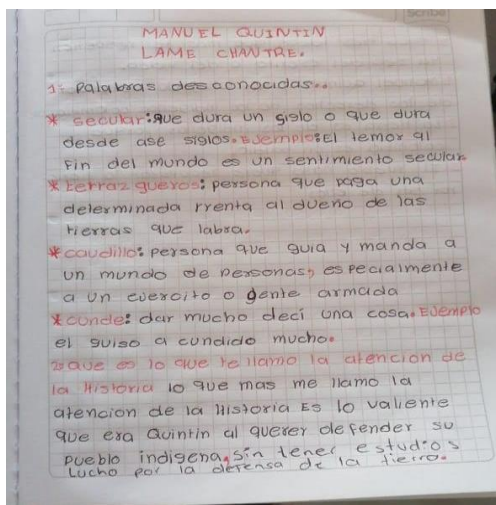 scribe
MANUEL QUINTIN
LAME CHANTRE.
1= Palabras desconocidas..
* secular: que dura un siglo o que dura
desde ase siglos. Ejemplo: El temor al
fin del mundo es un sentimiento secular
* terraz gueros: persona que paga una
determinada rrenta al dueño de las
tierras que labra.
* caudillo: persona que guia y manda a
un mundo de personas, especialmente
a un ejercito o gente armada
* cunde: dar mucho deci una cosa. Ejemplo
el guiso a cundido mucho.
2 Que es lo que te llamo la atencion de
la Historia lo que mas me llamo la
atencion de la Historia Es lo valiente
que era Quintin al querer defender su
pueblo indigena, sin tener estudios
Lucho por la defensa de la tierra.